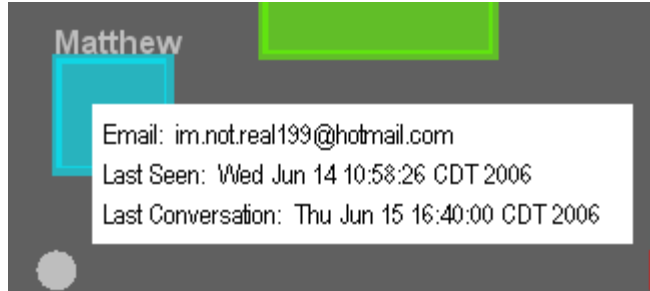 Matthew
Email: im.not.real199@hotmail.com
Last Seen: Wed Jun 14 10:58:26 CDT 2006
Last Conversation: Thu Jun 15 16:40:00 CDT 2006